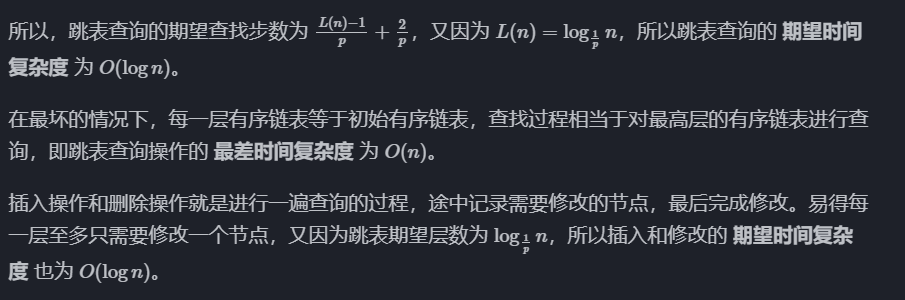 所以，跳表查询的期望查找步数为 $\frac{L(n)-1}{p}+\frac{2}{p}$，又因为 $L(n)=\log_{\frac{1}{p}}n$，所以跳表查询的 期望时间
复杂度 为 $O(\log n)$。
在最坏的情况下，每一层有序链表等于初始有序链表，查找过程相当于对最高层的有序链表进行查
询，即跳表查询操作的 最差时间复杂度 为 $O(n)$。
插入操作和删除操作就是进行一遍查询的过程，途中记录需要修改的节点，最后完成修改。易得每
一层至多只需要修改一个节点，又因为跳表期望层数为 $\log_{\frac{1}{p}}n$，所以插入和修改的 期望时间复杂
度 也为 $O(\log n)$。